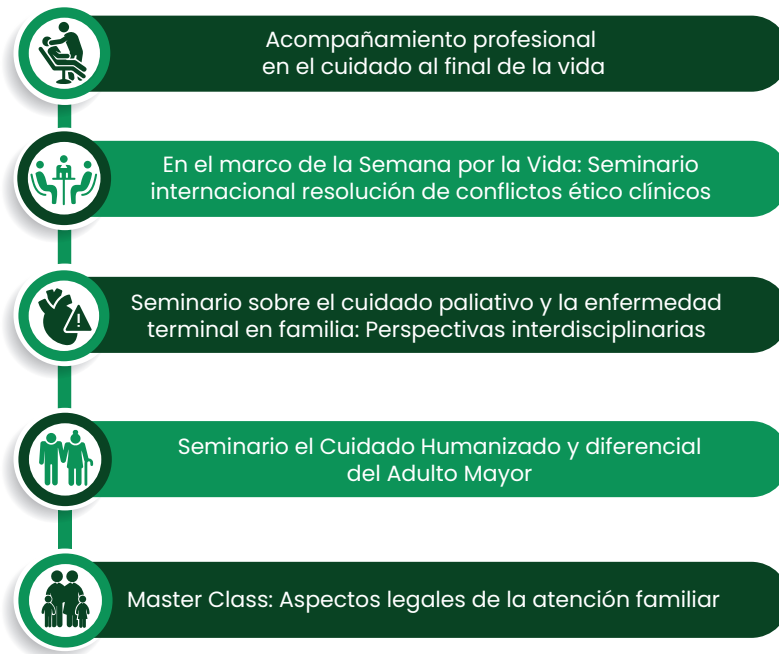 Acompañamiento profesional
en el cuidado al final de la vida
En el marco de la Semana por la Vida: Seminario
internacional resolución de conflictos ético clínicos
Seminario sobre el cuidado paliativo y la enfermedad
terminal en familia: Perspectivas interdisciplinarias
Seminario el Cuidado Humanizado y diferencial
del Adulto Mayor
Master Class: Aspectos legales de la atención familiar